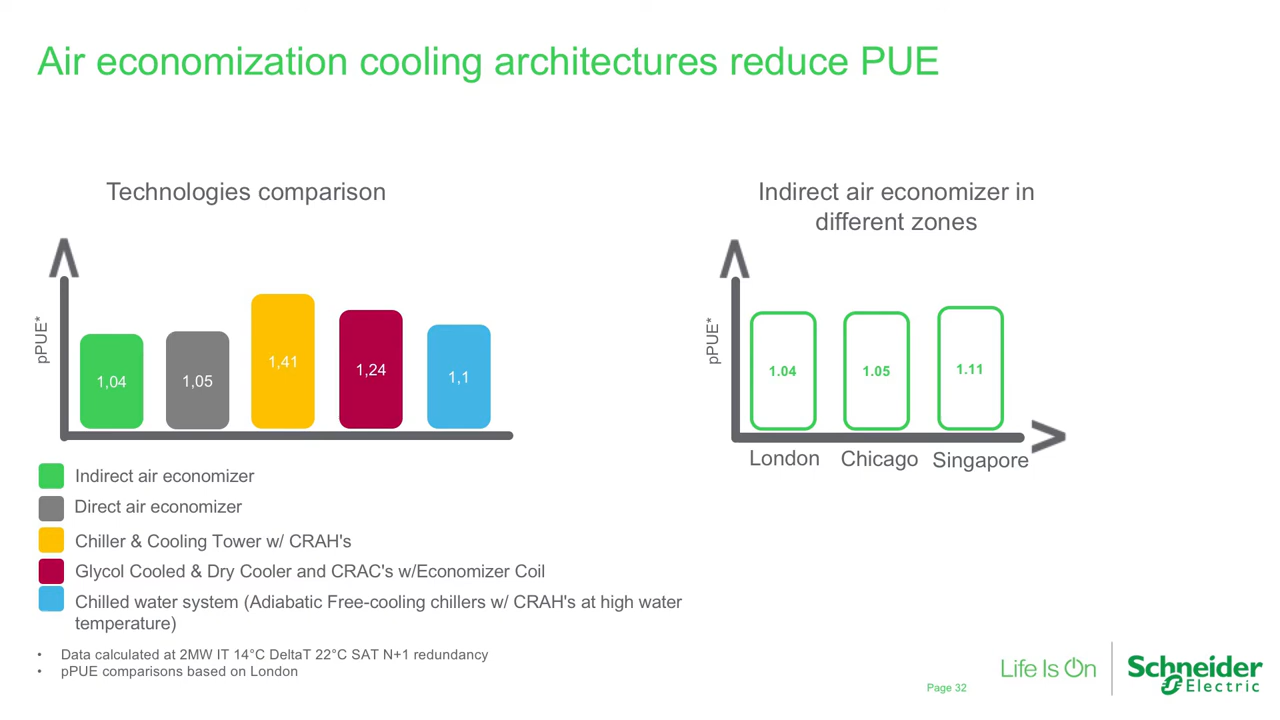 Air economization cooling architectures reduce PUE
Technologies comparison
pPUE*
1,04
1,05
1,41
1,24
1,1
Indirect air economizer
Direct air economizer
Chiller & Cooling Tower w/ CRAH's
Glycol Cooled & Dry Cooler and CRAC's w/Economizer Coil
Chilled water system (Adiabatic Free-cooling chillers w/ CRAH's at high water
temperature)
• Data calculated at 2MW IT 14°C DeltaT 22°C SAT N+1 redundancy
• pPUE comparisons based on London
Indirect air economizer in
different zones
pPUE*
1.04
1.05
1.11
London
Chicago
Singapore
Page 32
Life Is On
Schneider
Electric